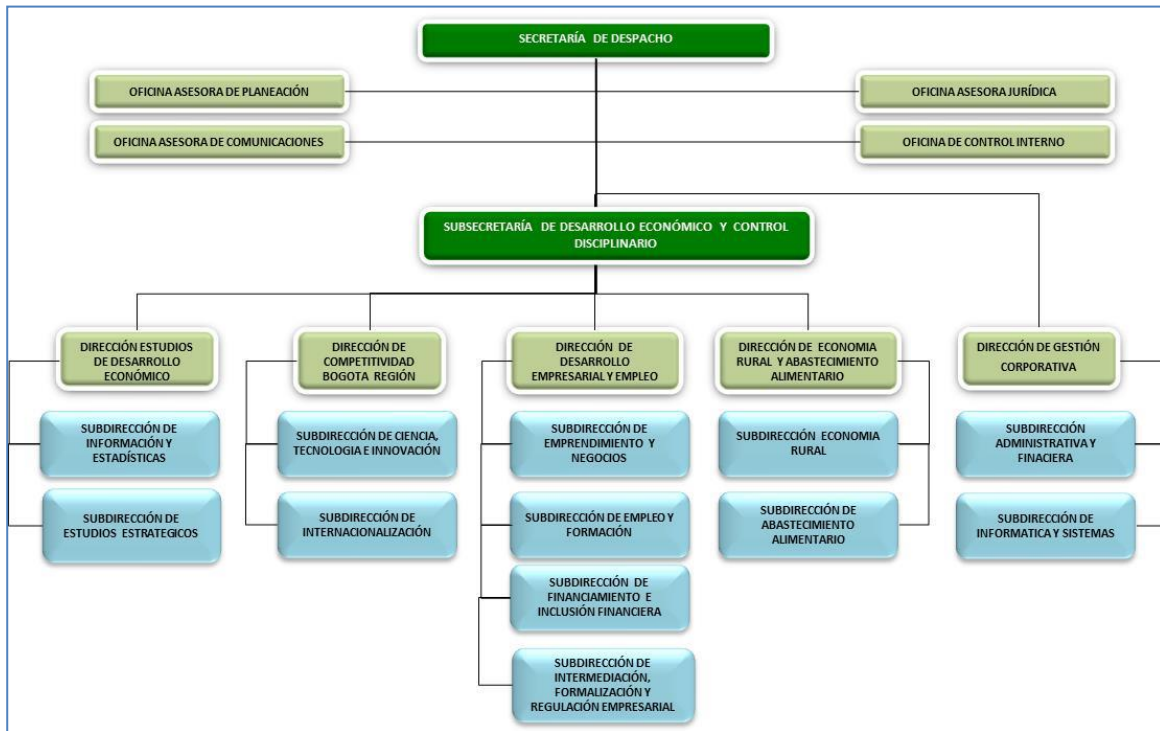 SECRETARÍA DE DESPACHO
OFICINA ASESORA DE PLANEACIÓN
OFICINA ASESORA JURÍDICA
OFICINA ASESORA DE COMUNICACIONES
OFICINA DE CONTROL INTERNO
SUBSECRETARÍA DE DESARROLLO ECONÓMICO Y CONTROL
DISCIPLINARIO
DIRECCIÓN ESTUDIOS
DE DESARROLLO
ECONÓMICO
DIRECCIÓN DE
COMPETITIVIDAD
BOGOTA REGIÓN
DIRECCIÓN DE
DESARROLLO
EMPRESARIAL Y EMPLEO
DIRECCIÓN DE ECONOMIA
RURAL Y ABASTECIMIENTO
ALIMENTARIO
DIRECCIÓN DE GESTIÓN
CORPORATIVA
SUBDIRECCIÓN DE
INFORMACIÓN Y
ESTADÍSTICAS
SUBDIRECCIÓN DE CIENCIA,
TECNOLOGIA E INNOVACIÓN
SUBDIRECCIÓN DE
EMPRENDIMIENTO Y
NEGOCIOS
SUBDIRECCIÓN ECONOMIA
RURAL
SUBDIRECCIÓN
ADMINISTRATIVA Y
FINACIERA
SUBDIRECCIÓN DE
ESTUDIOS ESTRATEGICOS
SUBDIRECCIÓN DE
INTERNACIONALIZACIÓN
SUBDIRECCIÓN DE EMPLEO Y
FORMACIÓN
SUBDIRECCIÓN DE
ABASTECIMIENTO
ALIMENTARIO
SUBDIRECCIÓN DE
INFORMATICA Y SISTEMAS
SUBDIRECCIÓN DE
FINANCIAMIENTO E
INCLUSIÓN FINANCIERA
SUBDIRECCIÓN DE
INTERMEDIACIÓN,
FORMALIZACIÓN Y
REGULACIÓN EMPRESARIAL